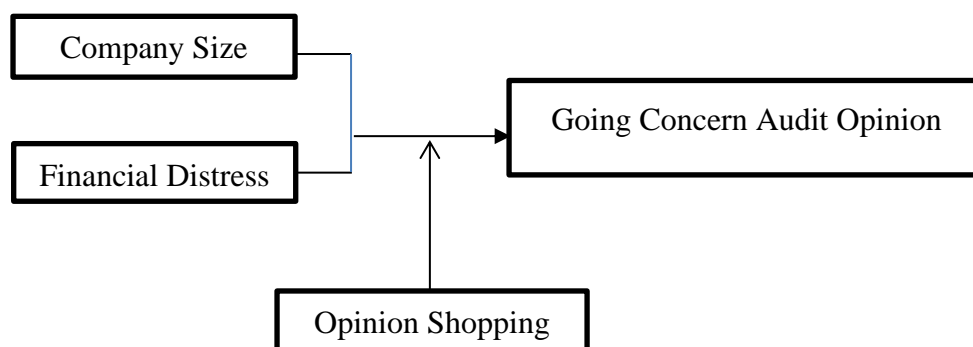 Company Size
Going Concern Audit Opinion
Financial Distress
Opinion Shopping